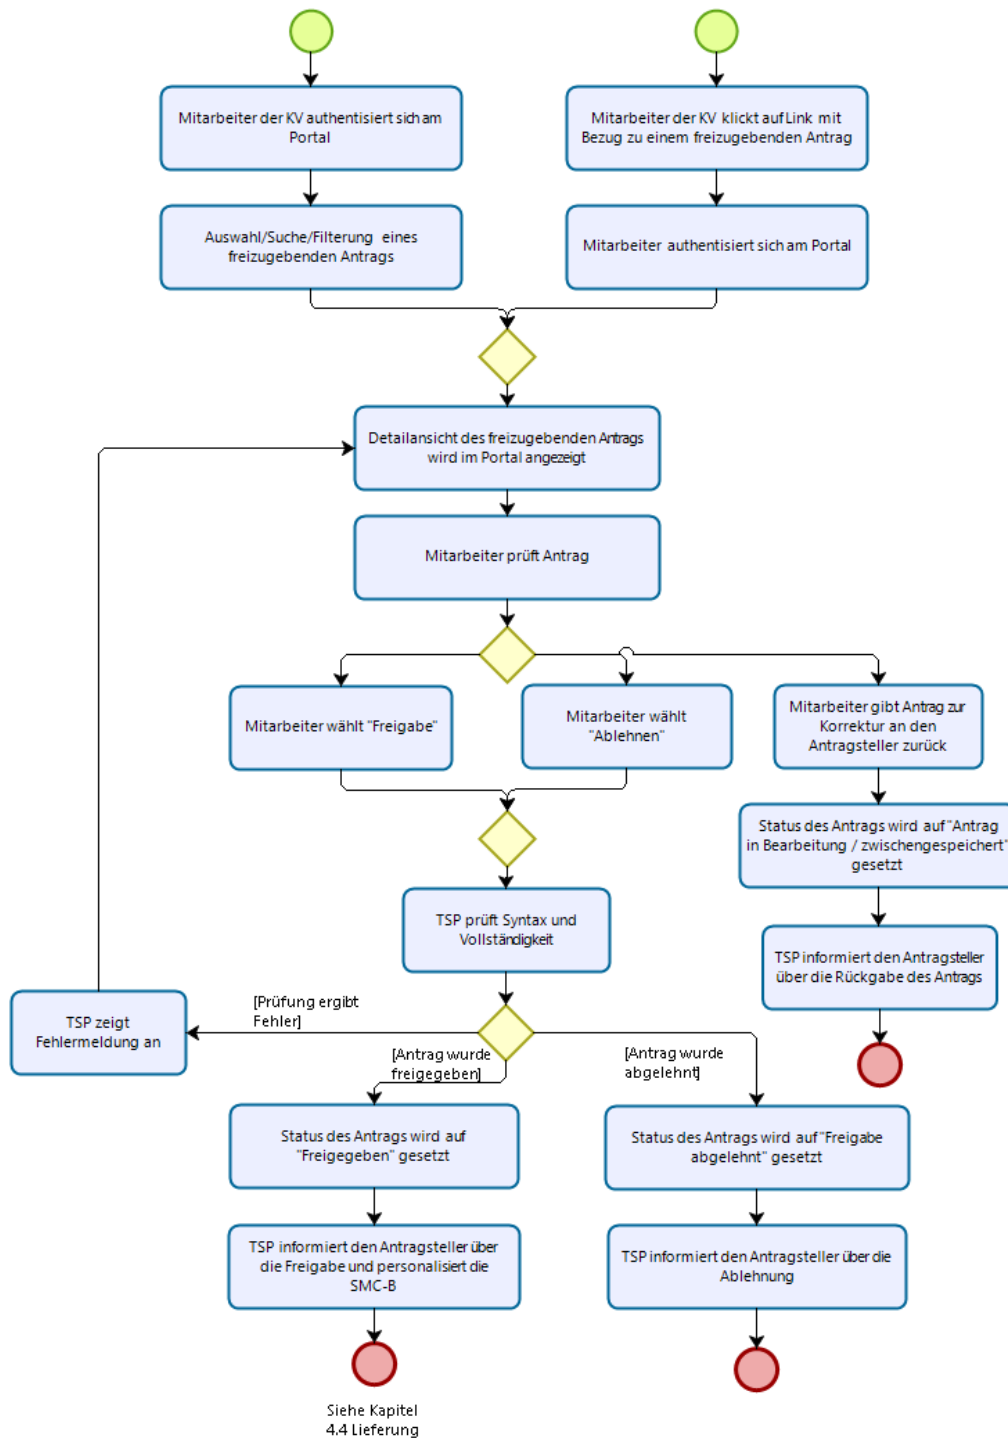 Mitarbeiter der KV authentisiert sich am
Portal
Mitarbeiter der KV klickt auf Link mit
Bezug zu einem freizugebenden Antrag
Auswahl/Suche/Filterung eines
freizugebenden Antrags
Mitarbeiter authentisiert sich am Portal
Detailansicht des freizugebenden Antrags
wird im Portal angezeigt
Mitarbeiter prüft Antrag
Mitarbeiter wählt "Freigabe"
Mitarbeiter wählt
"Ablehnen"
Mitarbeiter gibt Antrag zur
Korrektur an den
Antragsteller zurück
Status des Antrags wird auf "Antrag
in Bearbeitung / zwischengespeichert"
gesetzt
TSP prüft Syntax und
Vollständigkeit
TSP informiert den Antragsteller
über die Rückgabe des Antrags
[Prüfung ergibt
Fehler]
TSP zeigt
Fehlermeldung an
[Antrag wurde
freigegeben]
[Antrag wurde
abgelehnt]
Status des Antrags wird auf
"Freigegeben" gesetzt
Status des Antrags wird auf "Freigabe
abgelehnt" gesetzt
TSP informiert den Antragsteller über
die Freigabe und personalisiert die
SMC-B
TSP informiert den Antragsteller über die
Ablehnung
Siehe Kapitel
4.4 Lieferung